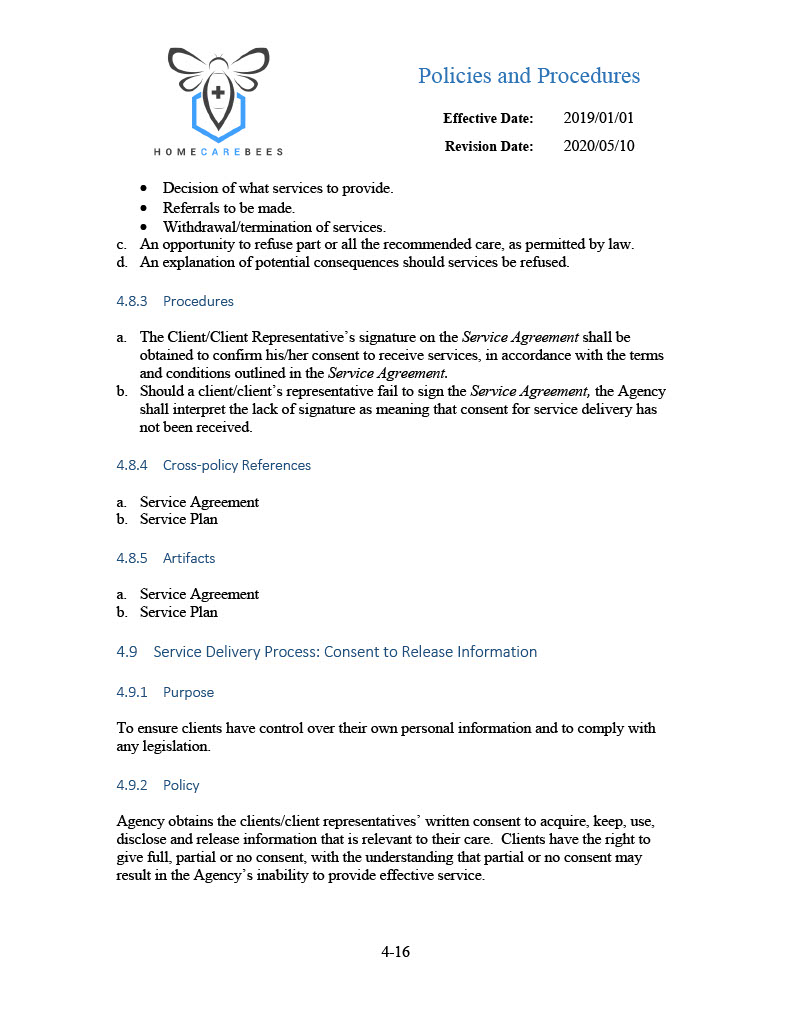 HOMECAREBEES
Policies and Procedures
Effective Date: 2019/01/01
Revision Date: 2020/05/10
• Decision of what services to provide.
• Referrals to be made.
• Withdrawal/termination of services.
c. An opportunity to refuse part or all the recommended care, as permitted by law.
d. An explanation of potential consequences should services be refused.
4.8.3 Procedures
a. The Client/Client Representative’s signature on the Service Agreement shall be
obtained to confirm his/her consent to receive services, in accordance with the terms
and conditions outlined in the Service Agreement.
b. Should a client/client’s representative fail to sign the Service Agreement, the Agency
shall interpret the lack of signature as meaning that consent for service delivery has
not been received.
4.8.4 Cross-policy References
a. Service Agreement
b. Service Plan
4.8.5 Artifacts
a. Service Agreement
b. Service Plan
4.9 Service Delivery Process: Consent to Release Information
4.9.1 Purpose
To ensure clients have control over their own personal information and to comply with
any legislation.
4.9.2 Policy
Agency obtains the clients/client representatives’ written consent to acquire, keep, use,
disclose and release information that is relevant to their care. Clients have the right to
give full, partial or no consent, with the understanding that partial or no consent may
result in the Agency’s inability to provide effective service.
4-16